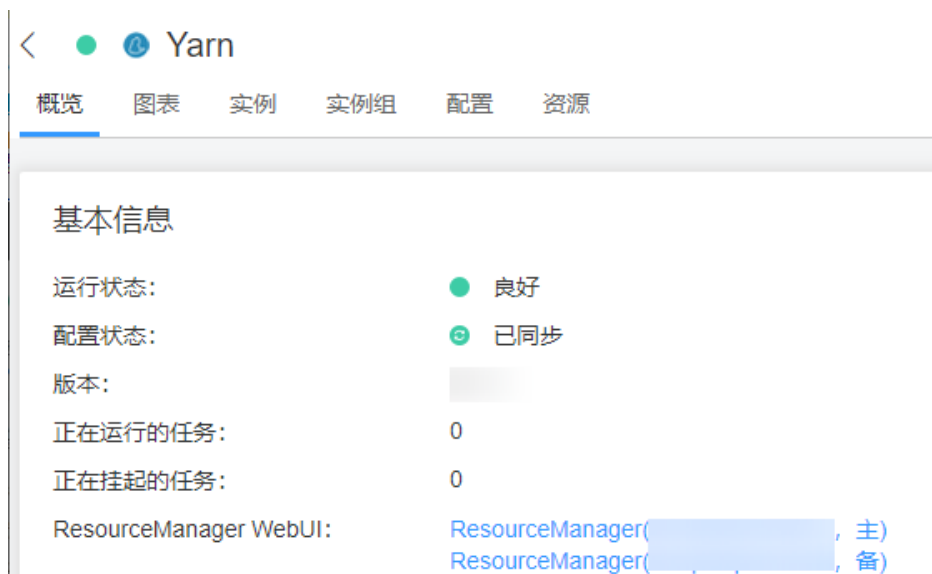 Yarn
概览 图表 实例 实例组 配置 资源
基本信息
运行状态： 良好
配置状态： 已同步
版本：
正在运行的任务： 0
正在挂起的任务： 0
ResourceManager WebUI： ResourceManager( ，主)
ResourceManager( ，备)